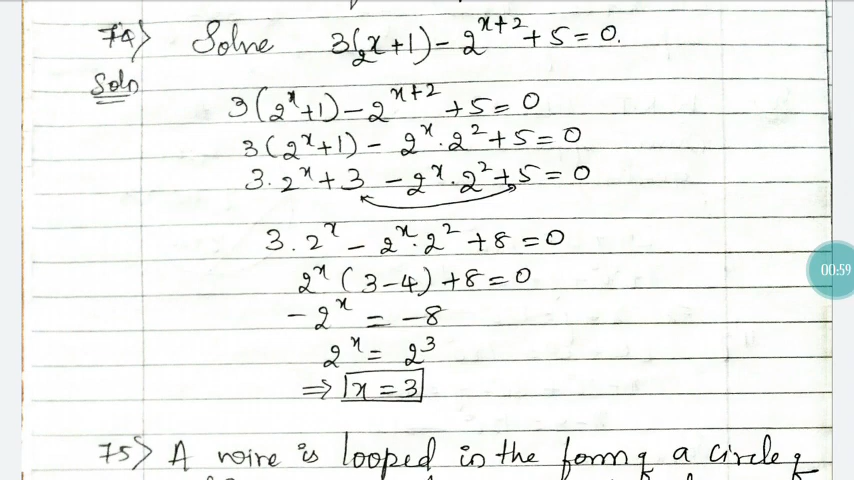 74) Solve 3(2x+1) - 2^{x+2} + 5 = 0.
Soln
3(2^x+1) - 2^{x+2} + 5 = 0
3(2^x+1) - 2^x . 2^2 + 5 = 0
3. 2^x + 3 - 2^x . 2^2 + 5 = 0
3. 2^x - 2^x . 2^2 + 8 = 0
2^x (3-4) + 8 = 0
-2^x = -8
2^x = 2^3
⇒ x = 3
00:59
75) A wire is looped in the form of a circle of